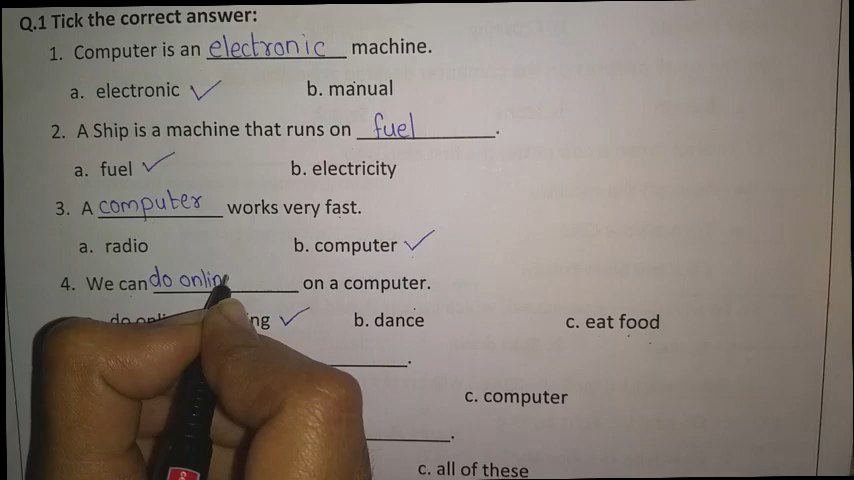 Q.1 Tick the correct answer:
1. Computer is an electronic machine.
a. electronic ✓ b. manual
2. A Ship is a machine that runs on fuel.
a. fuel ✓ b. electricity
3. A computer works very fast.
a. radio b. computer ✓
4. We can do onlin on a computer.
b. dance c. eat food
c. computer
c. all of these